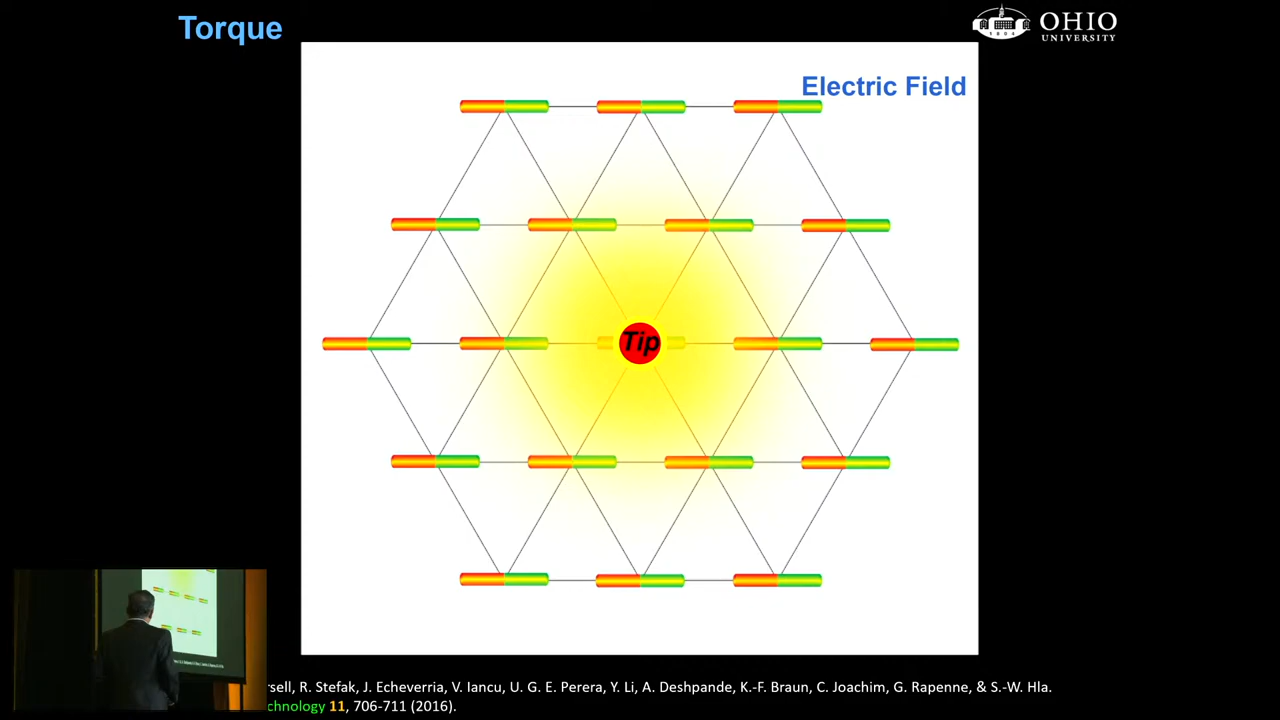 Torque
OHIO
UNIVERSITY
1804
Electric Field
Tip
rsell, R. Stefak, J. Echeverria, V. Iancu, U. G. E. Perera, Y. Li, A. Deshpande, K.-F. Braun, C. Joachim, G. Rapenne, & S.-W. Hla.
chnology 11, 706-711 (2016).